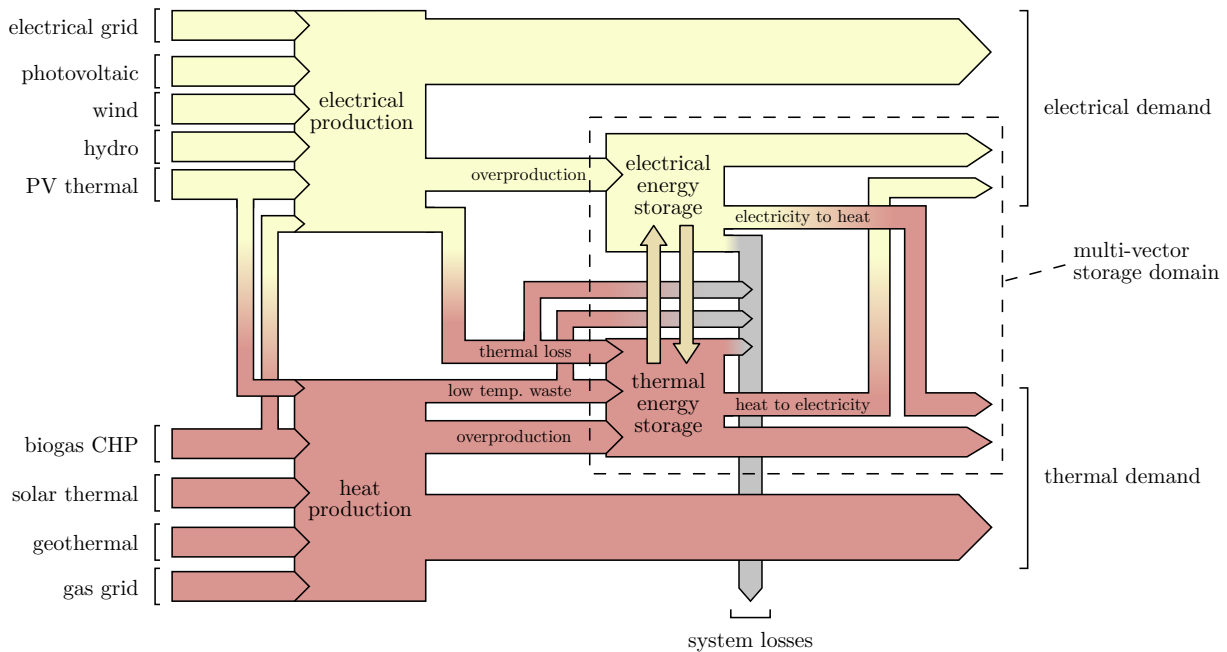 electrical grid
photovoltaic
wind
hydro
PV thermal
electrical
production
overproduction
electrical
energy
storage
electricity to heat
electrical demand
multi-vector
storage domain
thermal loss
low temp. waste
overproduction
thermal
energy
storage
heat to electricity
biogas CHP
solar thermal
geothermal
gas grid
heat
production
thermal demand
system losses